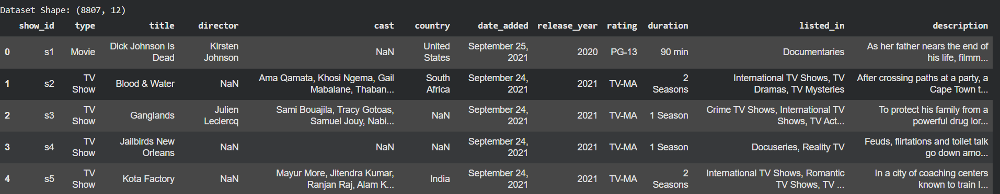 Dataset Shape: (8807, 12)
show_id type title director cast country date_added release_year rating duration listed_in description
0 s1 Movie Dick Johnson Is Dead Kirsten Johnson NaN United States September 25, 2021 2020 PG-13 90 min Documentaries As her father nears the end of his life, filmm...
1 s2 TV Show Blood & Water NaN Ama Qamata, Khosi Ngema, Gail Mabalane, Thaban... South Africa September 24, 2021 2021 TV-MA 2 Seasons International TV Shows, TV Dramas, TV Mysteries After crossing paths at a party, a Cape Town t...
2 s3 TV Show Ganglands Julien Leclercq Sami Bouajila, Tracy Gotoas, Samuel Jouy, Nabi... NaN September 24, 2021 2021 TV-MA 1 Season Crime TV Shows, International TV Shows, TV Act... To protect his family from a powerful drug lor...
3 s4 TV Show Jailbirds New Orleans NaN NaN NaN September 24, 2021 2021 TV-MA 1 Season Docuseries, Reality TV Feuds, flirtations and toilet talk go down amo...
4 s5 TV Show Kota Factory NaN Mayur More, Jitendra Kumar, Ranjan Raj, Alam K... India September 24, 2021 2021 TV-MA 2 Seasons International TV Shows, Romantic TV Shows, TV ... In a city of coaching centers known to train I...